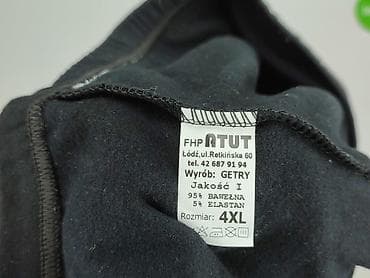 FHP ATUT
Łódź,ul.Retkińska 60
tel. 42 687 91 94
Wyrób: GETRY
Jakość I
95% BAWEŁNA
5% ELASTAN
Rozmiar: 4XL